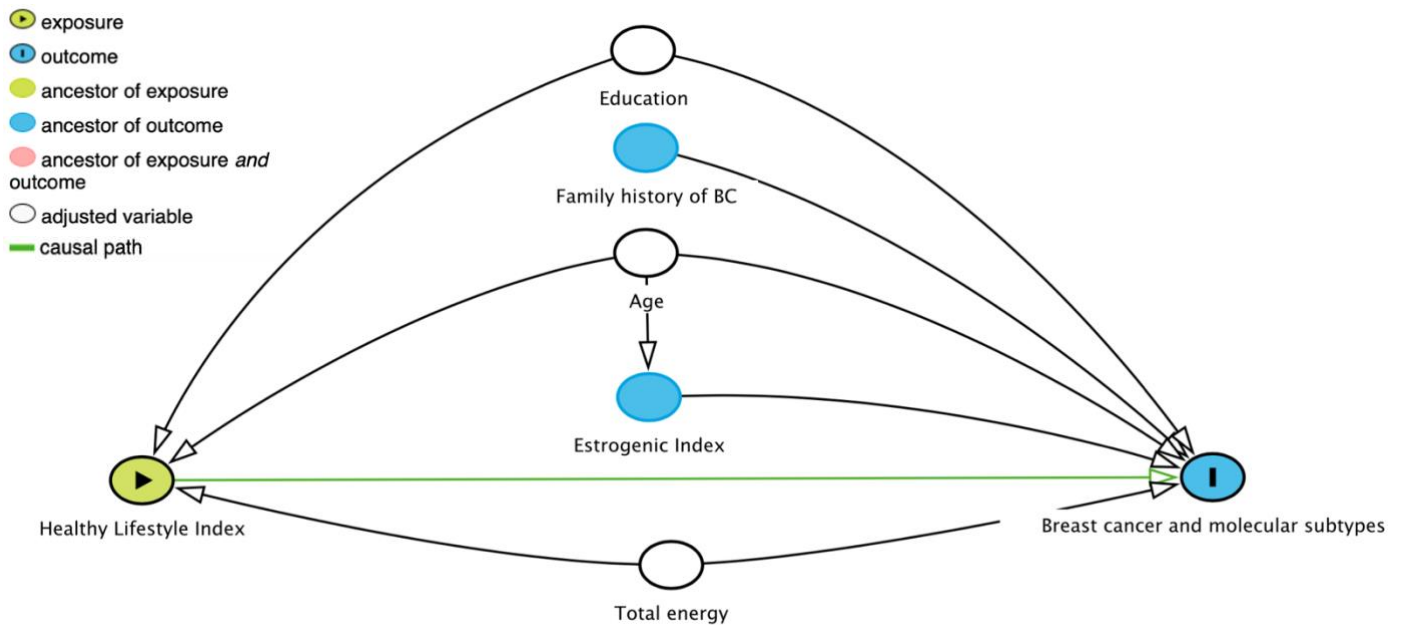 exposure
outcome
ancestor of exposure
ancestor of outcome
ancestor of exposure and
outcome
adjusted variable
causal path
Education
Family history of BC
Age
Estrogenic Index
Healthy Lifestyle Index
Breast cancer and molecular subtypes
Total energy